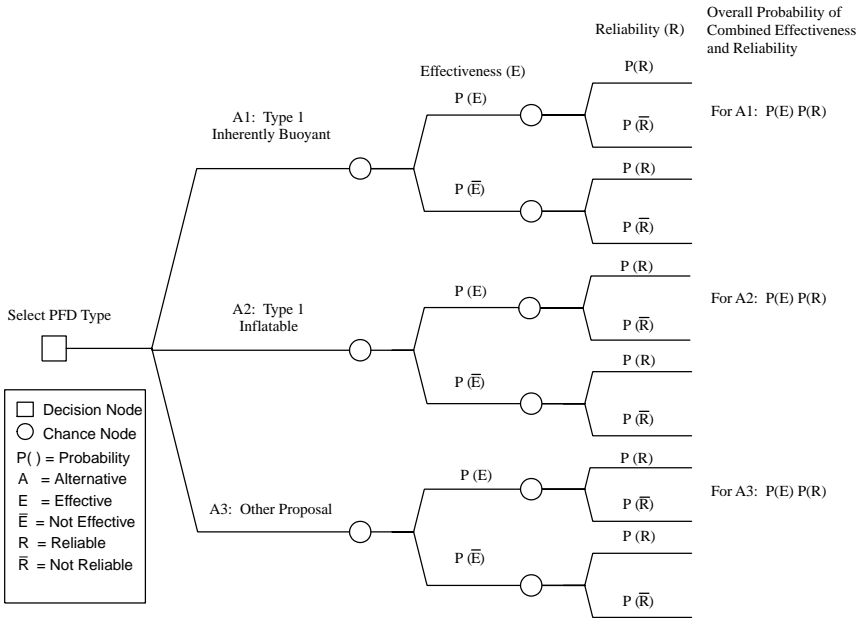 Overall Probability of
Combined Effectiveness
and Reliability
Reliability (R)
Effectiveness (E)
P(R)
P (E)
A1: Type 1
Inherently Buoyant
For A1: P(E) P(R)
P (R̅)
P (R)
P (E̅)
P (R̅)
P (R)
P (E)
A2: Type 1
Inflatable
For A2: P(E) P(R)
P (R̅)
Select PFD Type
P (R)
P (E̅)
P (R̅)
Decision Node
Chance Node
P( ) = Probability
A = Alternative
E = Effective
E̅ = Not Effective
R = Reliable
R̅ = Not Reliable
P (R)
P (E)
A3: Other Proposal
For A3: P(E) P(R)
P (R̅)
P (R)
P (E̅)
P (R̅)